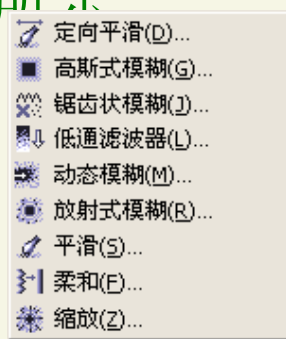 定向平滑(D)...
高斯式模糊(G)...
锯齿状模糊(J)...
低通滤波器(L)...
动态模糊(M)...
放射式模糊(R)...
平滑(S)...
柔和(F)...
缩放(Z)...